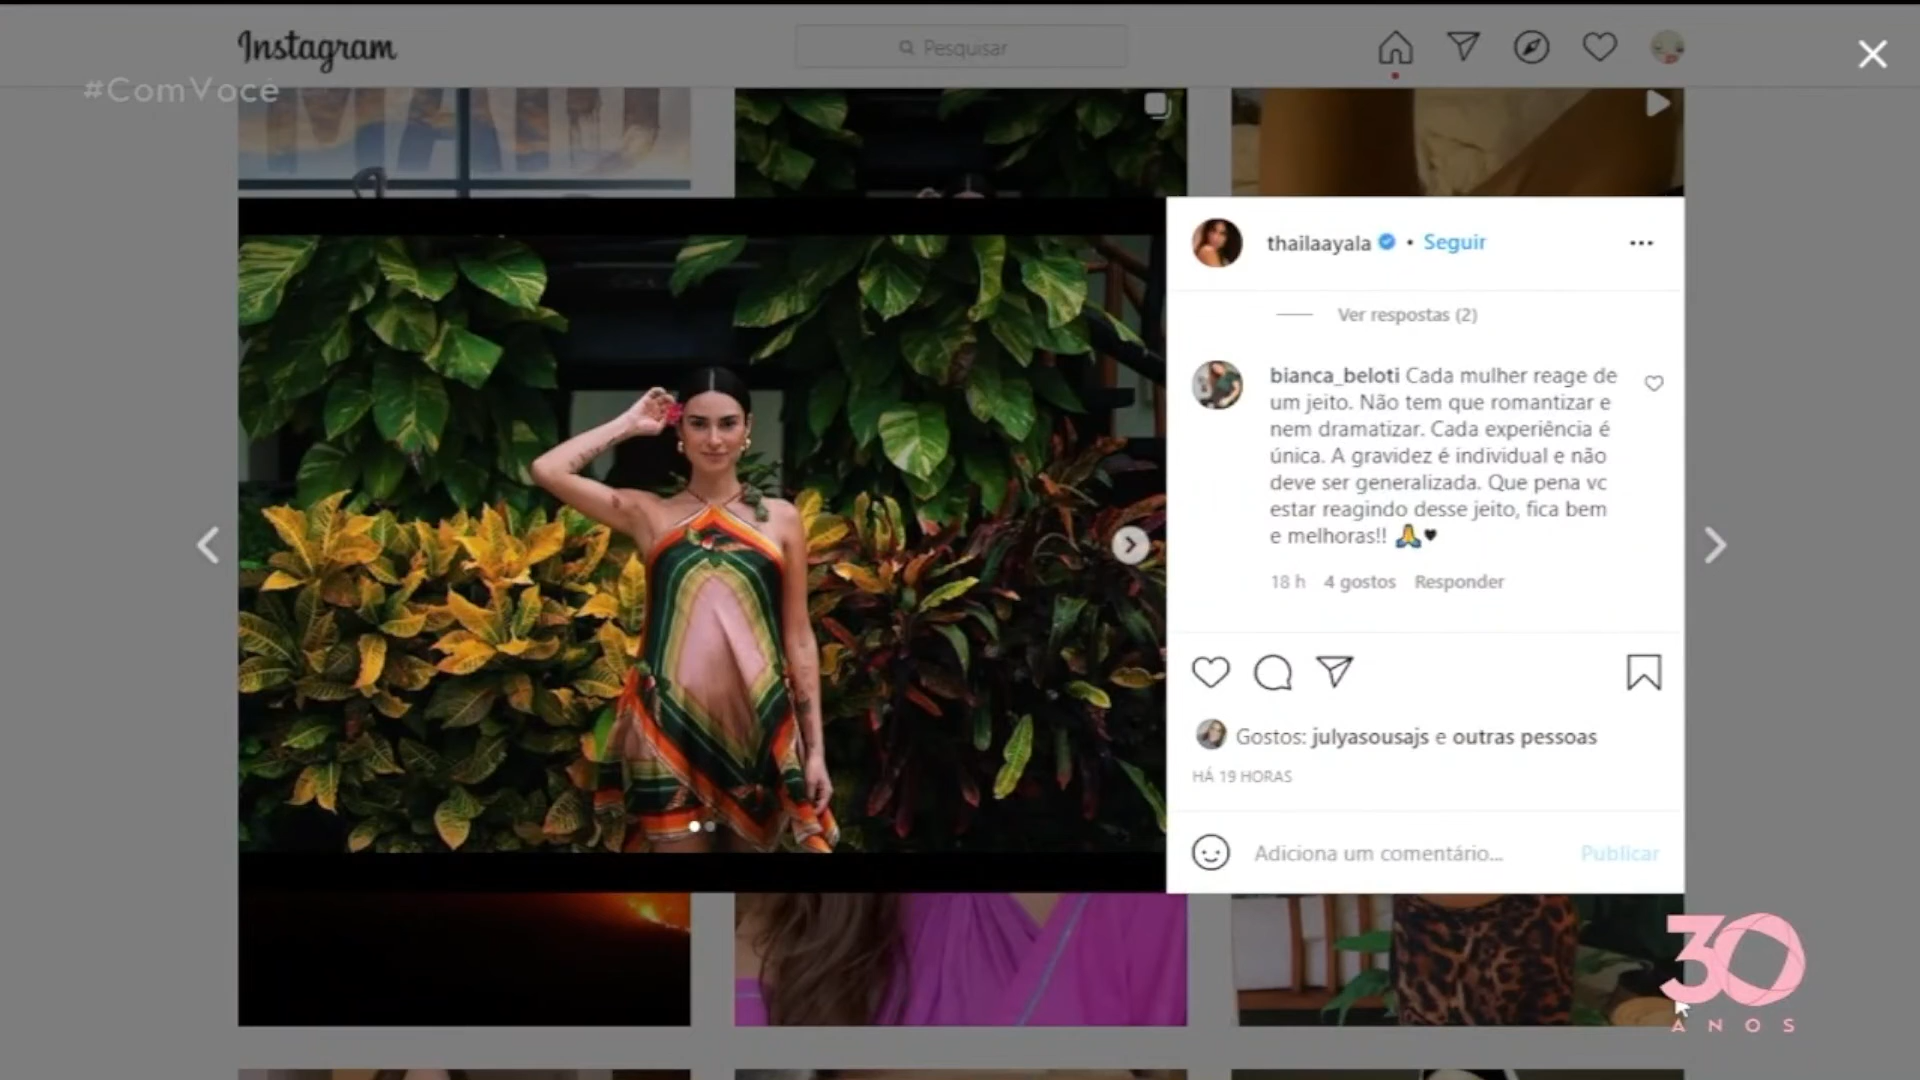 Instagram
Pesquisar
#ComVocê
MAU
thailaayala • Seguir
Ver respostas (2)
bianca_beloti Cada mulher reage de
um jeito. Não tem que romantizar e
nem dramatizar. Cada experiência é
única. A gravidez é individual e não
deve ser generalizada. Que pena vc
estar reagindo desse jeito, fica bem
e melhoras!! 🙏♥
18 h 4 gostos Responder
Gostos: julyasousajs e outras pessoas
HÁ 19 HORAS
Adiciona um comentário... Publicar
30
ANOS